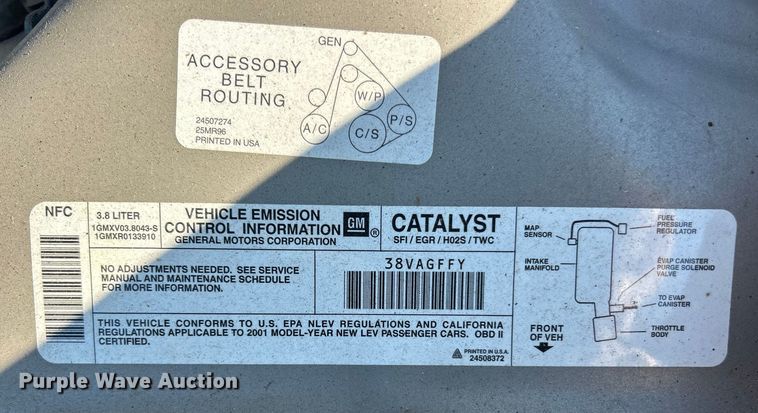 GEN
ACCESSORY
BELT
ROUTING
W/P
P/S
A/C
C/S
24507274
25MR96
PRINTED IN USA
NFC
3.8 LITER
1GMXV03.8043-S
1GMXR0133910
VEHICLE EMISSION
CONTROL INFORMATION
GENERAL MOTORS CORPORATION
GM
®
CATALYST
SFI / EGR / H02S / TWC
NO ADJUSTMENTS NEEDED. SEE SERVICE
MANUAL AND MAINTENANCE SCHEDULE
FOR MORE INFORMATION.
38VAGFFY
THIS VEHICLE CONFORMS TO U.S. EPA NLEV REGULATIONS AND CALIFORNIA
REGULATIONS APPLICABLE TO 2001 MODEL-YEAR NEW LEV PASSENGER CARS. OBD II
CERTIFIED.
PRINTED IN U.S.A.
24508372
MAP
SENSOR
FUEL
PRESSURE
REGULATOR
INTAKE
MANIFOLD
EVAP CANISTER
PURGE SOLENOID
VALVE
TO EVAP
CANISTER
FRONT
OF VEH
THROTTLE
BODY
Purple Wave Auction